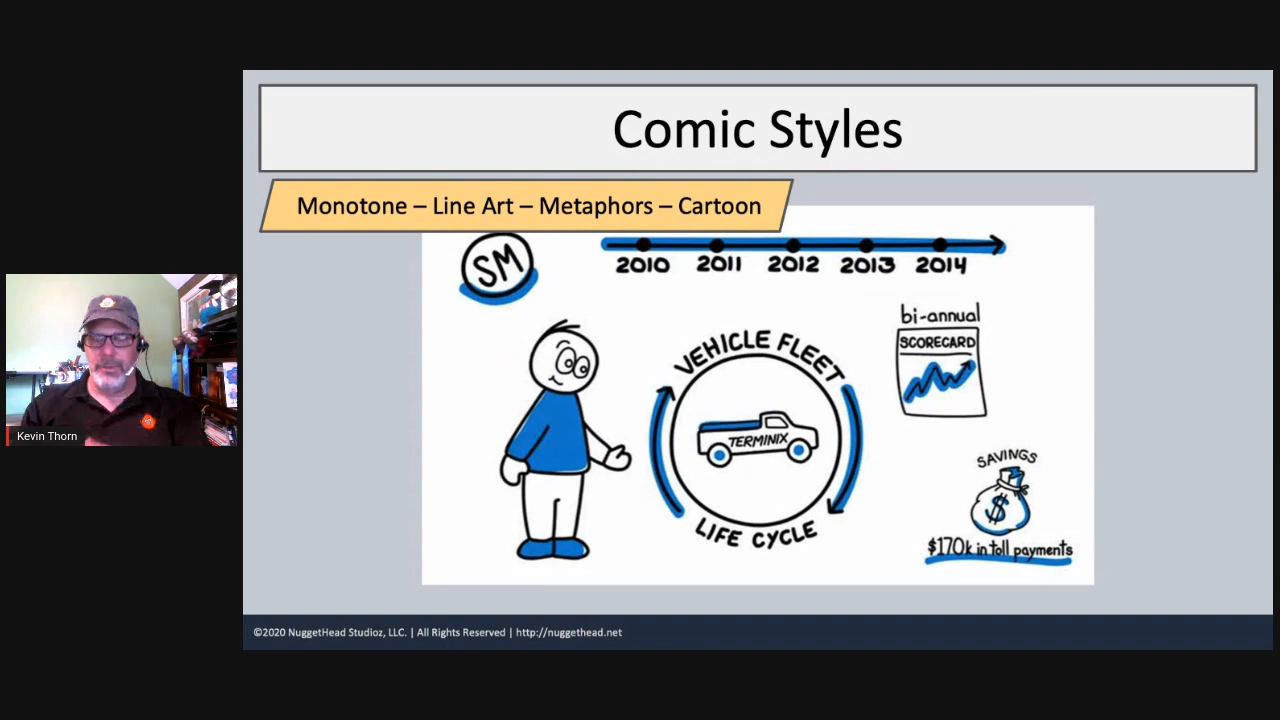 Comic Styles
Monotone – Line Art – Metaphors – Cartoon
SM
2010 2011 2012 2013 2014
bi-annual
SCORECARD
VEHICLE FLEET
TERMINIX
LIFE CYCLE
SAVINGS
$
$170k in toll payments
Kevin Thorn
©2020 NuggetHead Studioz, LLC. | All Rights Reserved | http://nuggethead.net